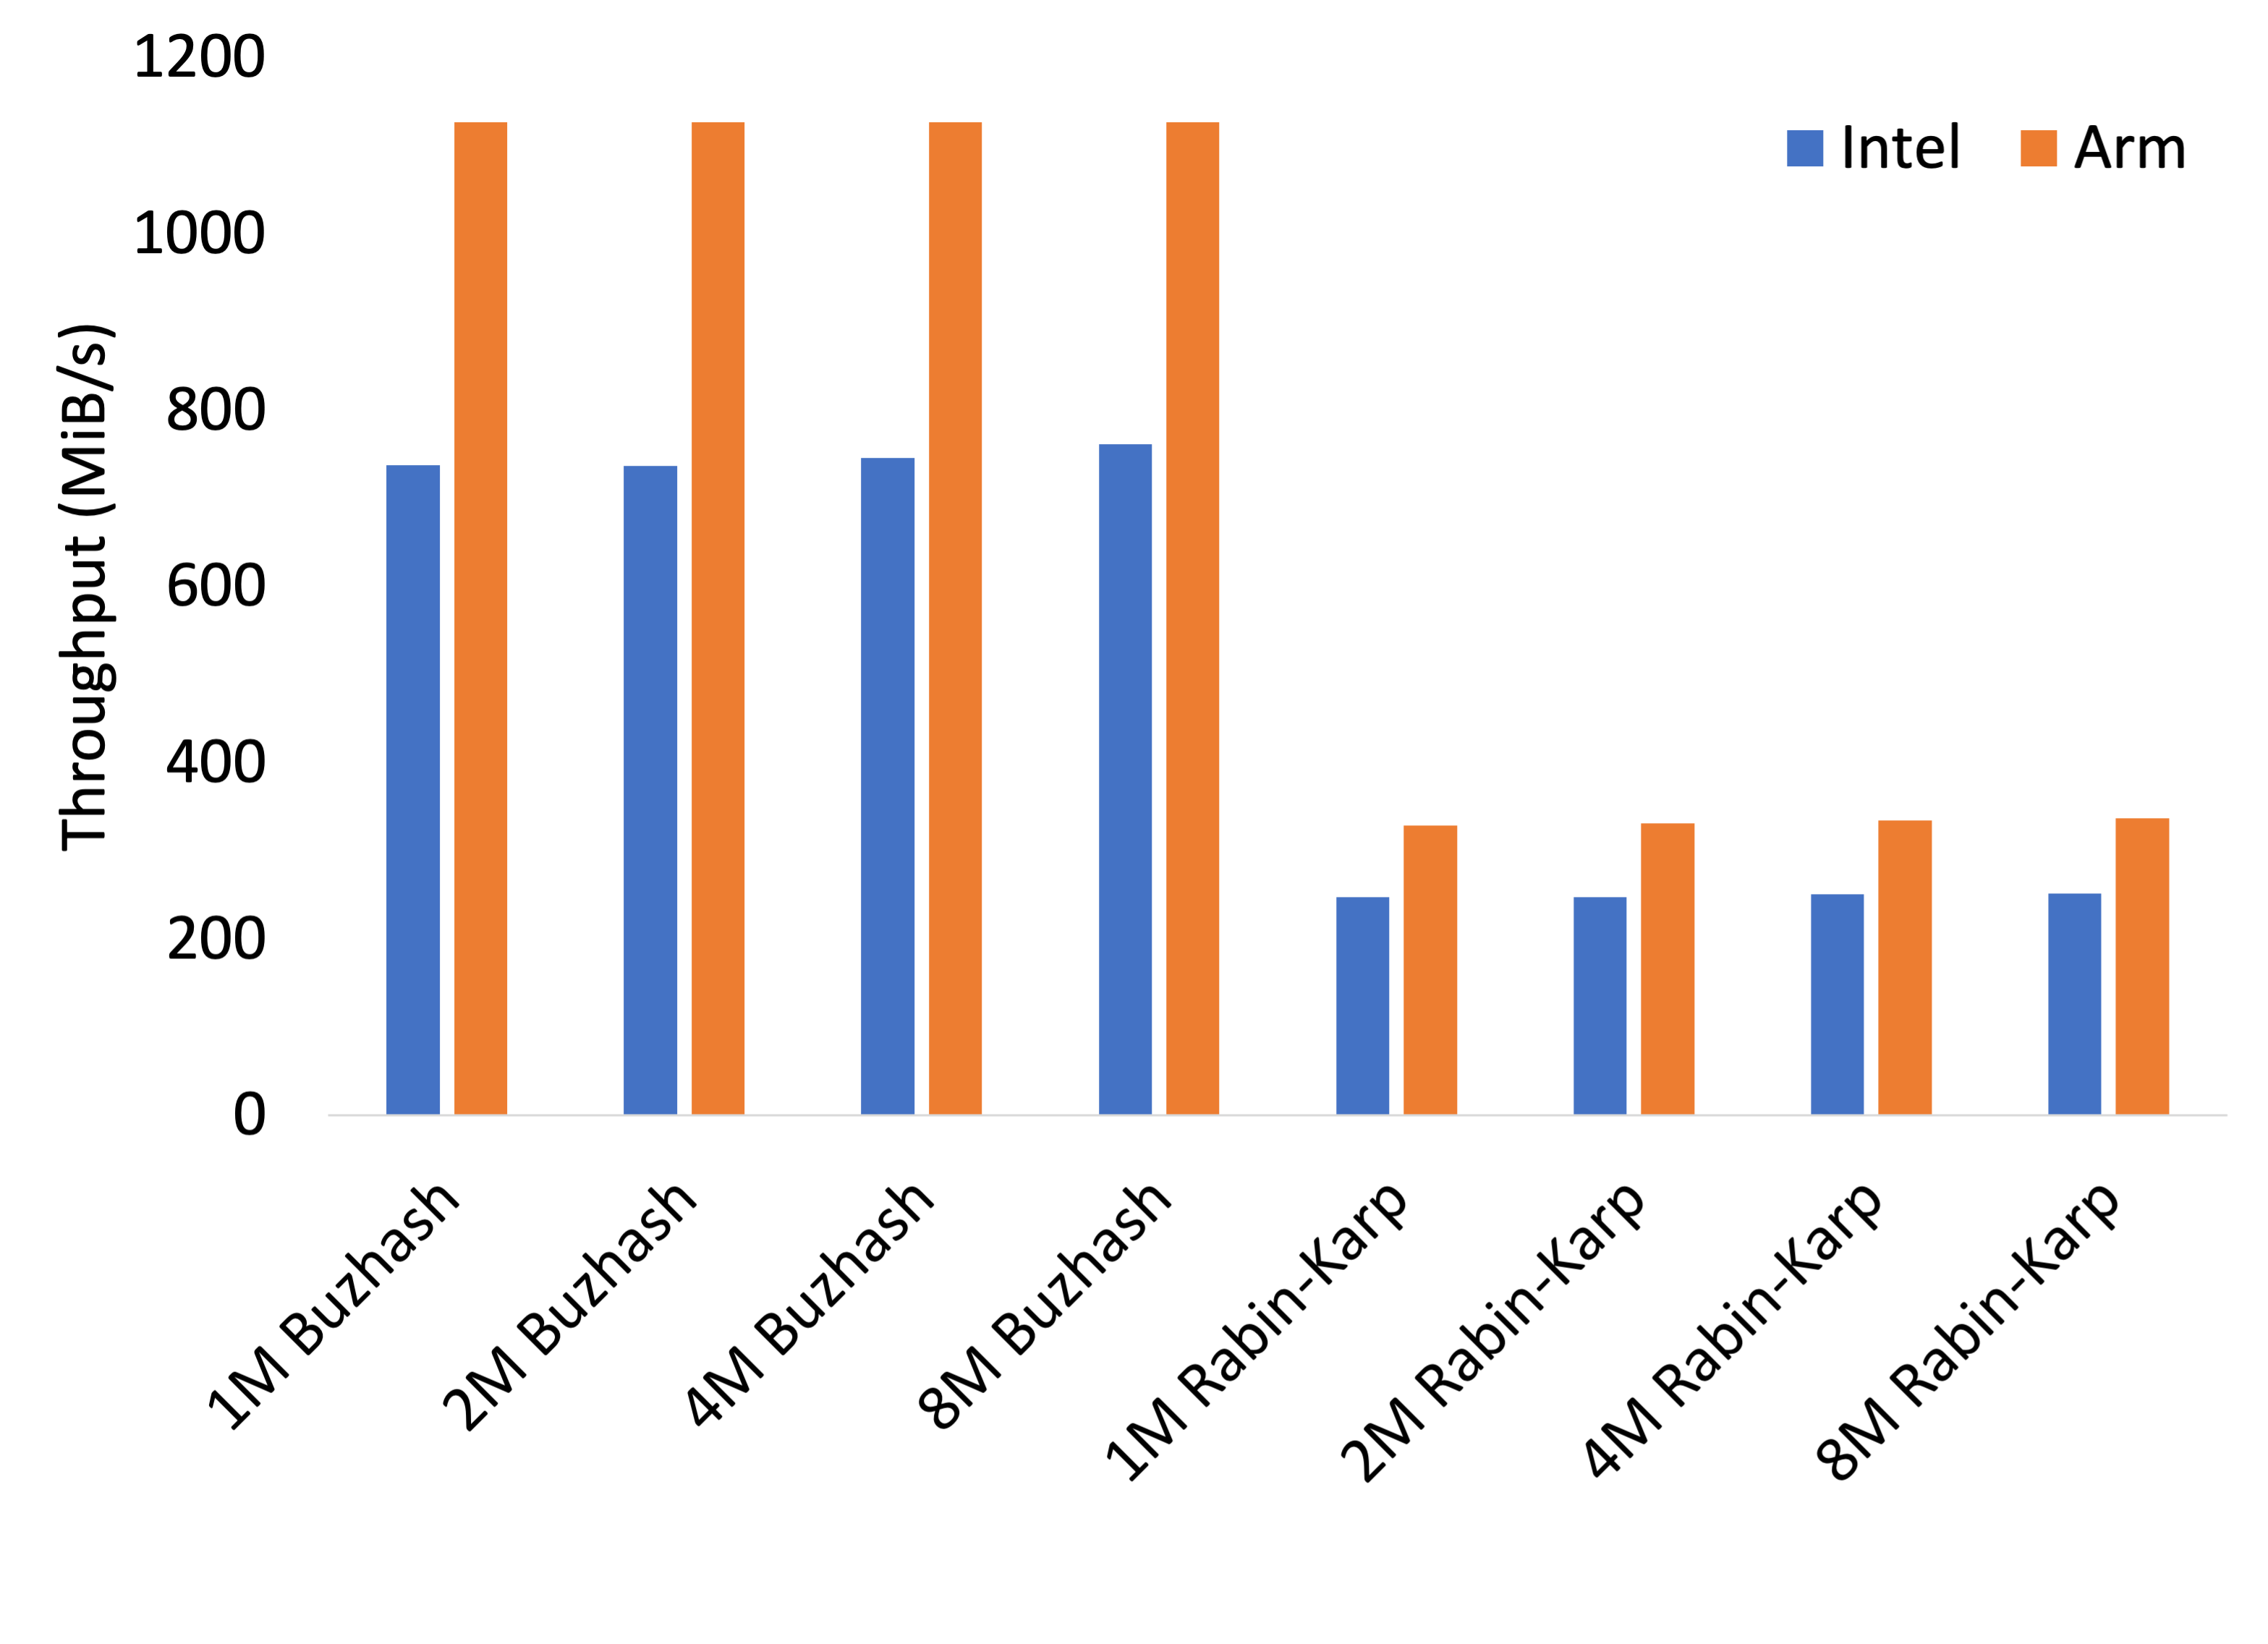 Throughput (MiB/s)
1200
1000
800
600
400
200
0
Intel
Arm
1M Buzhash
2M Buzhash
4M Buzhash
8M Buzhash
1M Rabin-Karp
2M Rabin-Karp
4M Rabin-Karp
8M Rabin-Karp